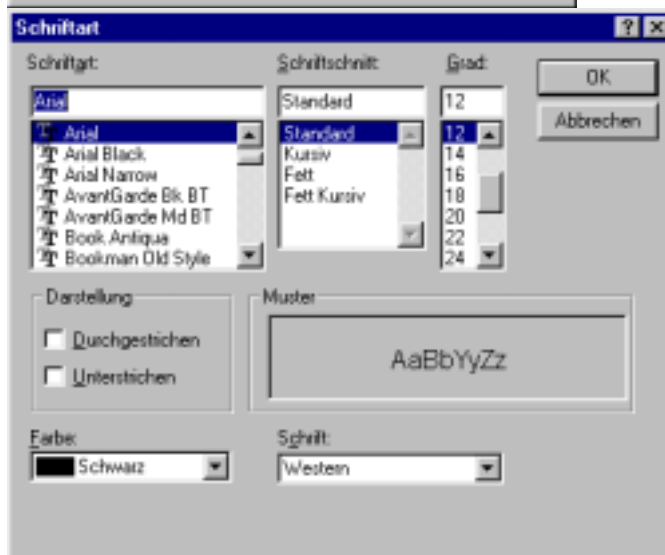 Schriftart
Schriftart:
Arial
Arial
Arial Black
Arial Narrow
AvantGarde Bk BT
AvantGarde Md BT
Book Antiqua
Bookman Old Style
Schriftschnitt:
Standard
Standard
Kursiv
Fett
Fett Kursiv
Grad:
12
12
14
16
18
20
22
24
OK
Abbrechen
Darstellung
Durchgestrichen
Unterstrichen
Muster
AaBbYyZz
Farbe:
Schwarz
Schrift:
Western